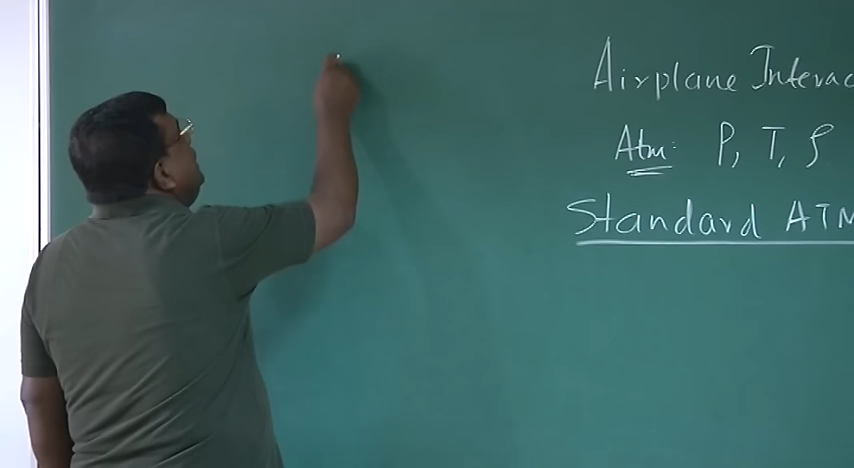 Airplane Interac
Atm: P, T, ρ
Standard ATM